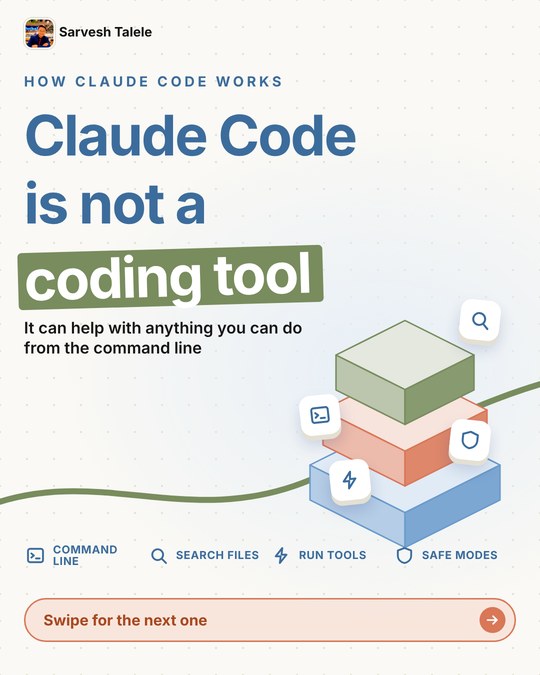 Sarvesh Talele
HOW CLAUDE CODE WORKS
Claude Code
is not a
coding tool
It can help with anything you can do
from the command line
COMMAND
LINE
SEARCH FILES
RUN TOOLS
SAFE MODES
Swipe for the next one